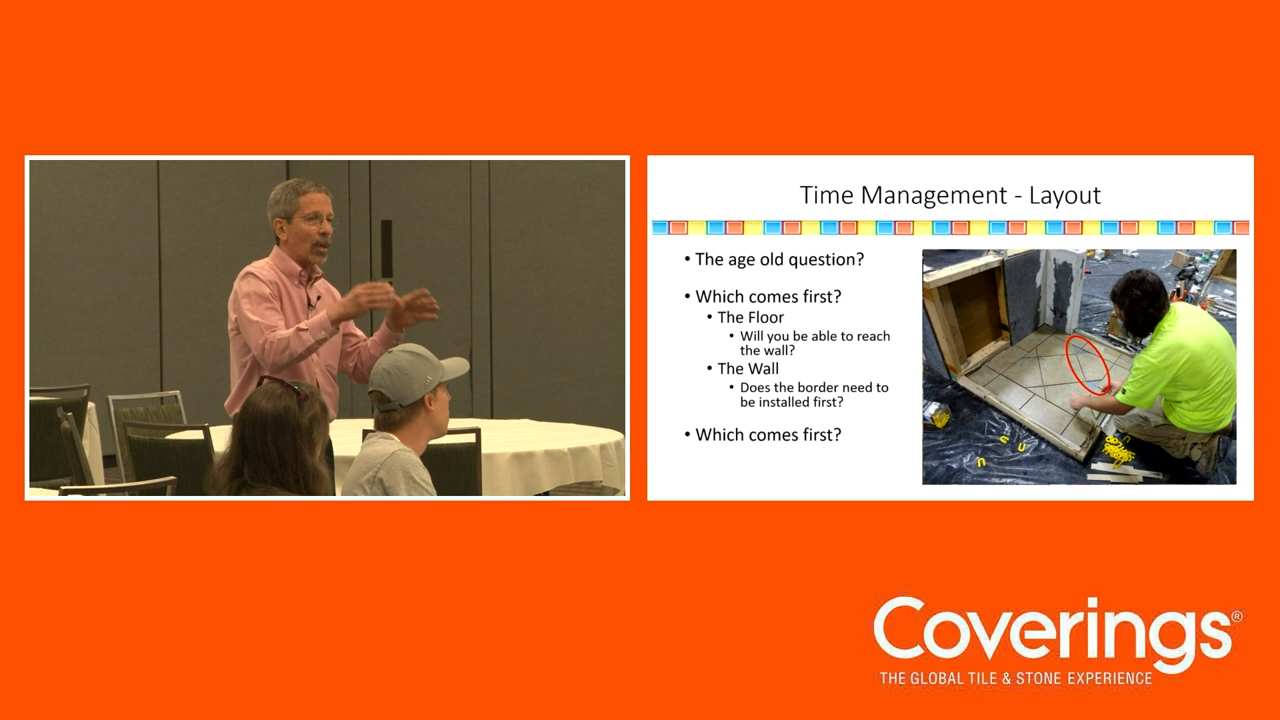 Time Management - Layout
• The age old question?
• Which comes first?
• The Floor
• Will you be able to reach
the wall?
• The Wall
• Does the border need to
be installed first?
• Which comes first?
Coverings®
THE GLOBAL TILE & STONE EXPERIENCE